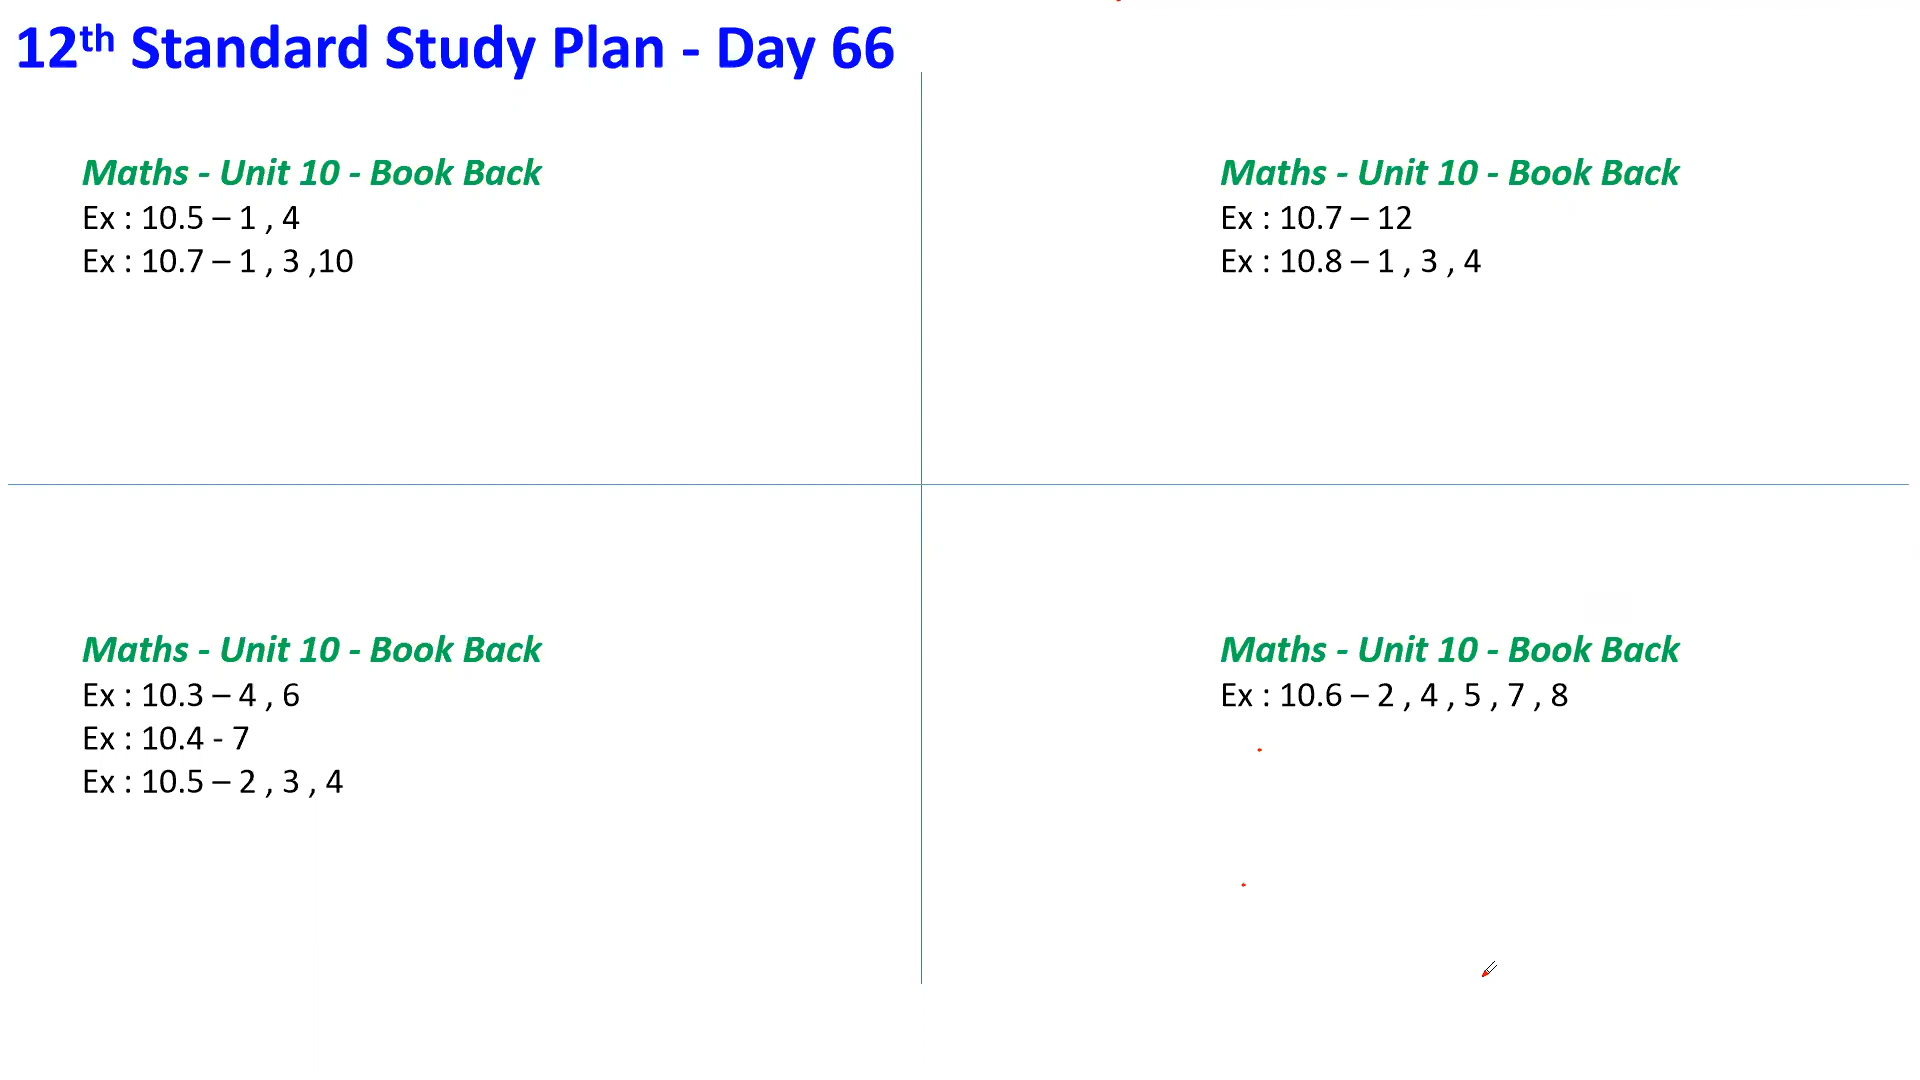 12th Standard Study Plan - Day 66
Maths - Unit 10 - Book Back
Ex : 10.5 – 1 , 4
Ex : 10.7 – 1 , 3 ,10
Maths - Unit 10 - Book Back
Ex : 10.7 – 12
Ex : 10.8 – 1 , 3 , 4
Maths - Unit 10 - Book Back
Ex : 10.3 – 4 , 6
Ex : 10.4 - 7
Ex : 10.5 – 2 , 3 , 4
Maths - Unit 10 - Book Back
Ex : 10.6 – 2 , 4 , 5 , 7 , 8